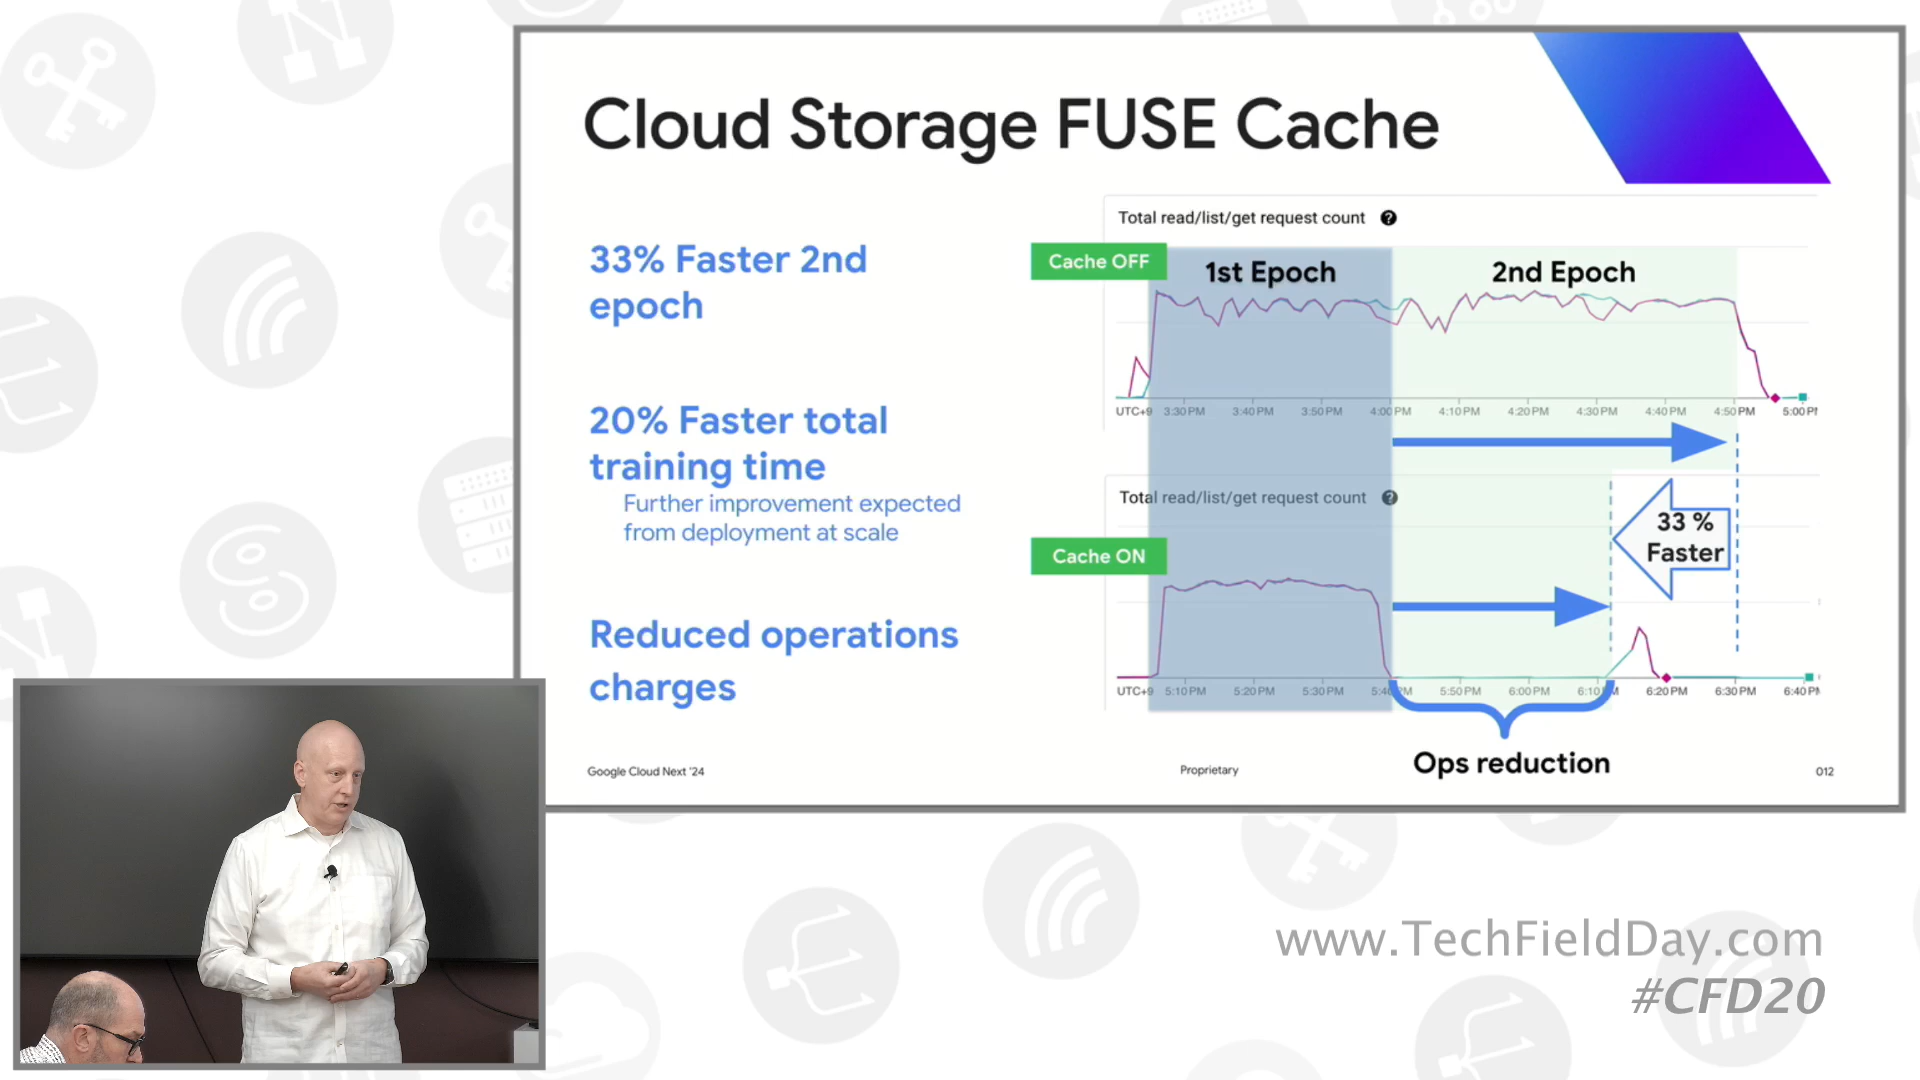 Cloud Storage FUSE Cache
33% Faster 2nd
epoch
20% Faster total
training time
Further improvement expected
from deployment at scale
Reduced operations
charges
Total read/list/get request count ?
Cache OFF
1st Epoch
2nd Epoch
UTC+9 3:30 PM 3:40 PM 3:50 PM 4:00 PM 4:10 PM 4:20 PM 4:30 PM 4:40 PM 4:50 PM 5:00 PM
Total read/list/get request count ?
33 %
Faster
Cache ON
UTC+9 5:10 PM 5:20 PM 5:30 PM 5:40 PM 5:50 PM 6:00 PM 6:10 PM 6:20 PM 6:30 PM 6:40 PM
Ops reduction
Google Cloud Next '24
Proprietary
012
www.TechFieldDay.com
#CFD20